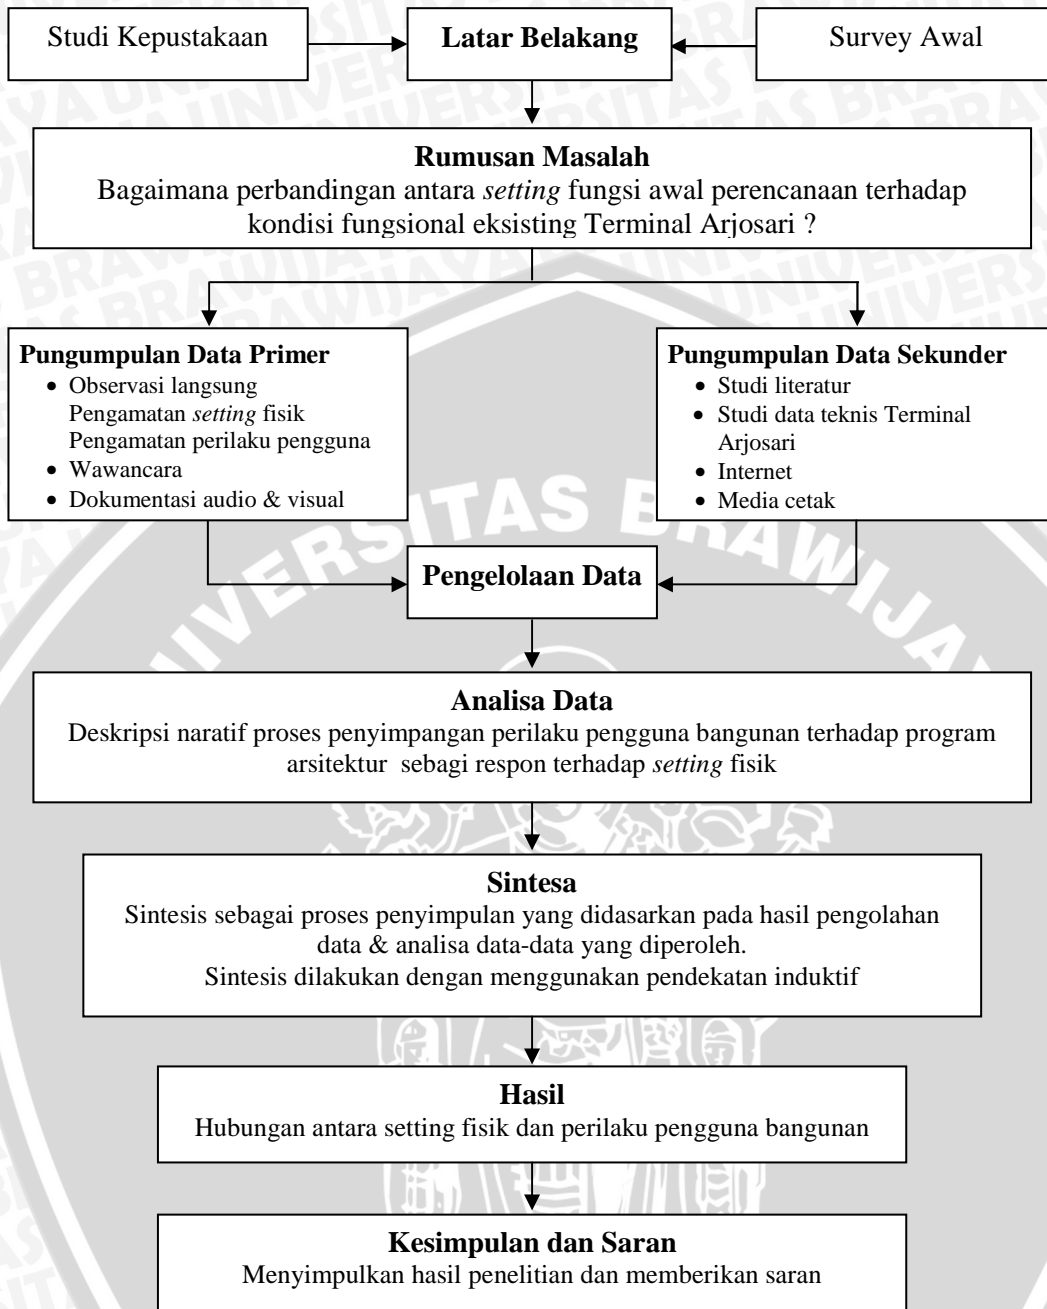 Studi Kepustakaan
Latar Belakang
Survey Awal
Rumusan Masalah
Bagaimana perbandingan antara setting fungsi awal perencanaan terhadap
kondisi fungsional eksisting Terminal Arjosari ?
Pungumpulan Data Primer
• Observasi langsung
Pengamatan setting fisik
Pengamatan perilaku pengguna
• Wawancara
• Dokumentasi audio & visual
Pungumpulan Data Sekunder
• Studi literatur
• Studi data teknis Terminal
Arjosari
• Internet
• Media cetak
UNIVERSITAS BRAWIJAYA
Pengelolaan Data
Analisa Data
Deskripsi naratif proses penyimpangan perilaku pengguna bangunan terhadap program
arsitektur sebagi respon terhadap setting fisik
Sintesa
Sintesis sebagai proses penyimpulan yang didasarkan pada hasil pengolahan
data & analisa data-data yang diperoleh.
Sintesis dilakukan dengan menggunakan pendekatan induktif
Hasil
Hubungan antara setting fisik dan perilaku pengguna bangunan
Kesimpulan dan Saran
Menyimpulkan hasil penelitian dan memberikan saran